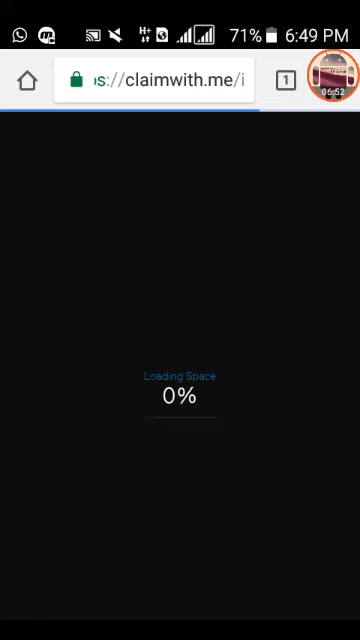 H+ 71% 6:49 PM
s://claimwith.me/i 1
06:52
Loading Space
0%